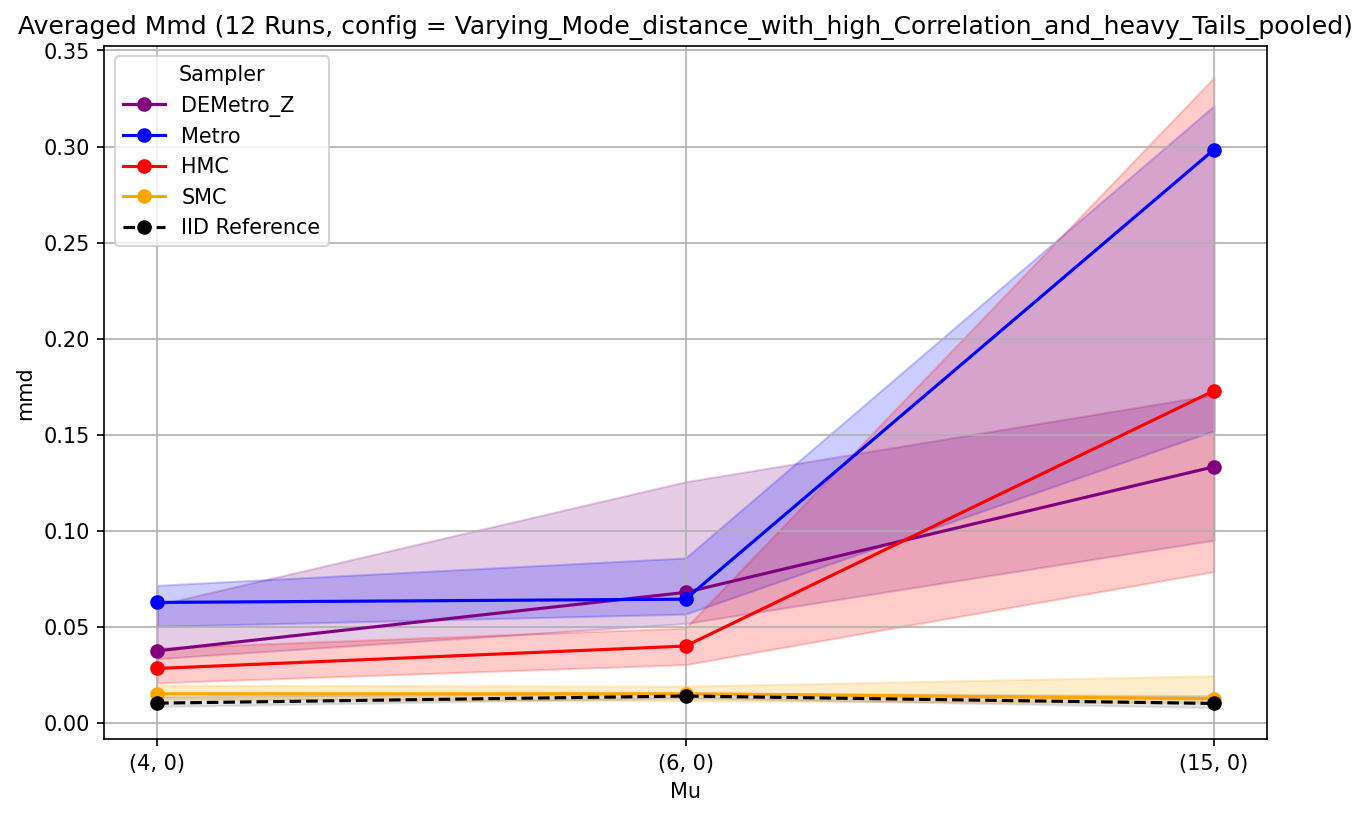 Averaged Mmd (12 Runs, config = Varying_Mode_distance_with_high_Correlation_and_heavy_Tails_pooled)
Sampler
DEMetro_Z
Metro
HMC
SMC
IID Reference
mmd
0.35
0.30
0.25
0.20
0.15
0.10
0.05
0.00
(4, 0)
(6, 0)
(15, 0)
Mu